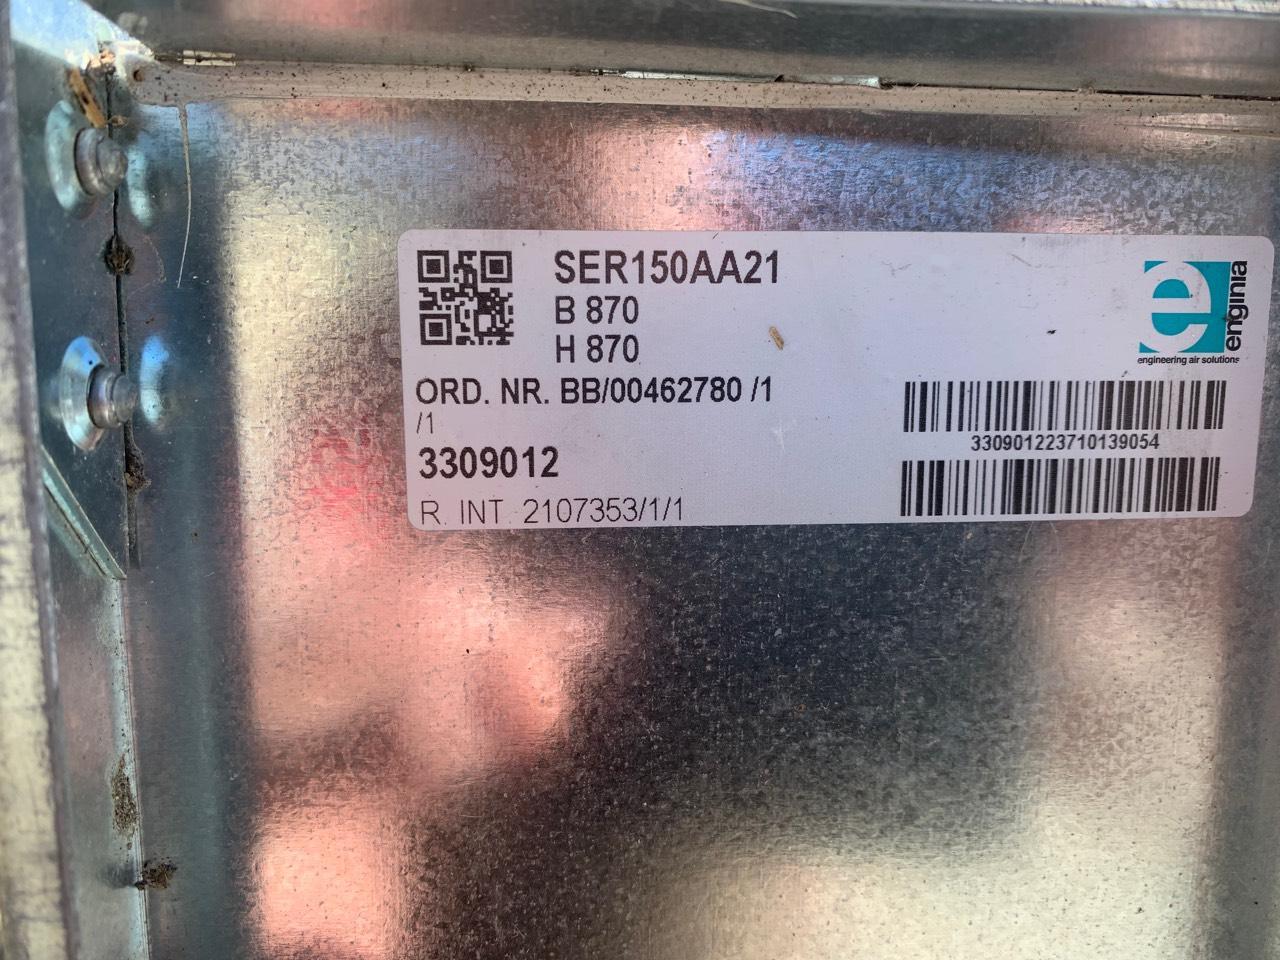 SER150AA21
B 870
H 870
ORD. NR. BB/00462780 /1
/1
3309012
R. INT. 2107353/1/1
e
enginia
engineering air solutions
330901223710139054